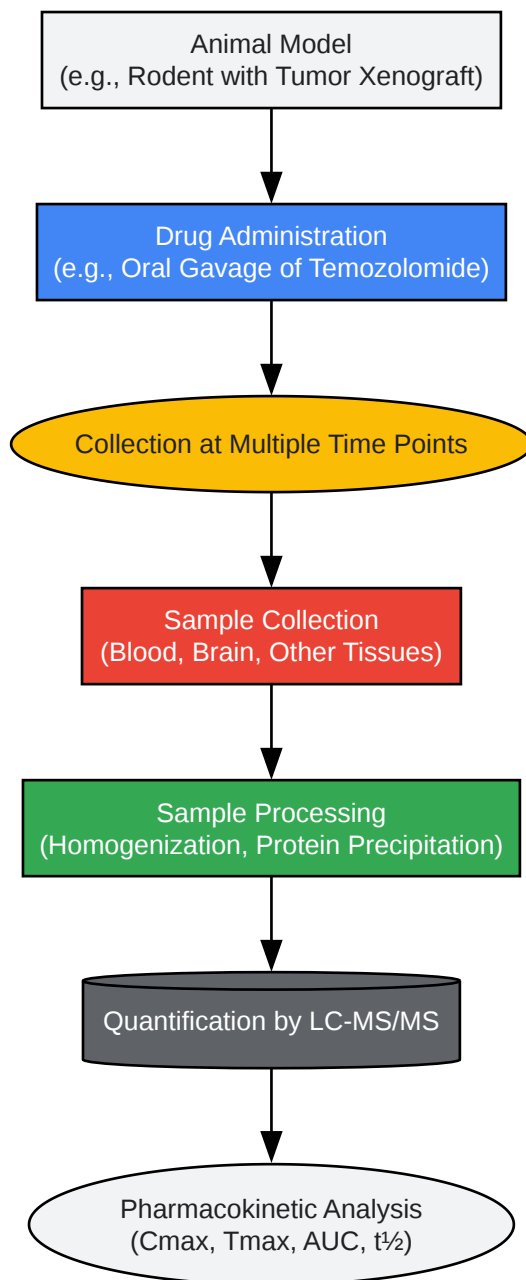 Animal Model
(e.g., Rodent with Tumor Xenograft)
Drug Administration
(e.g., Oral Gavage of Temozolomide)
Collection at Multiple Time Points
Sample Collection
(Blood, Brain, Other Tissues)
Sample Processing
(Homogenization, Protein Precipitation)
Quantification by LC-MS/MS
Pharmacokinetic Analysis
(Cmax, Tmax, AUC, t½)